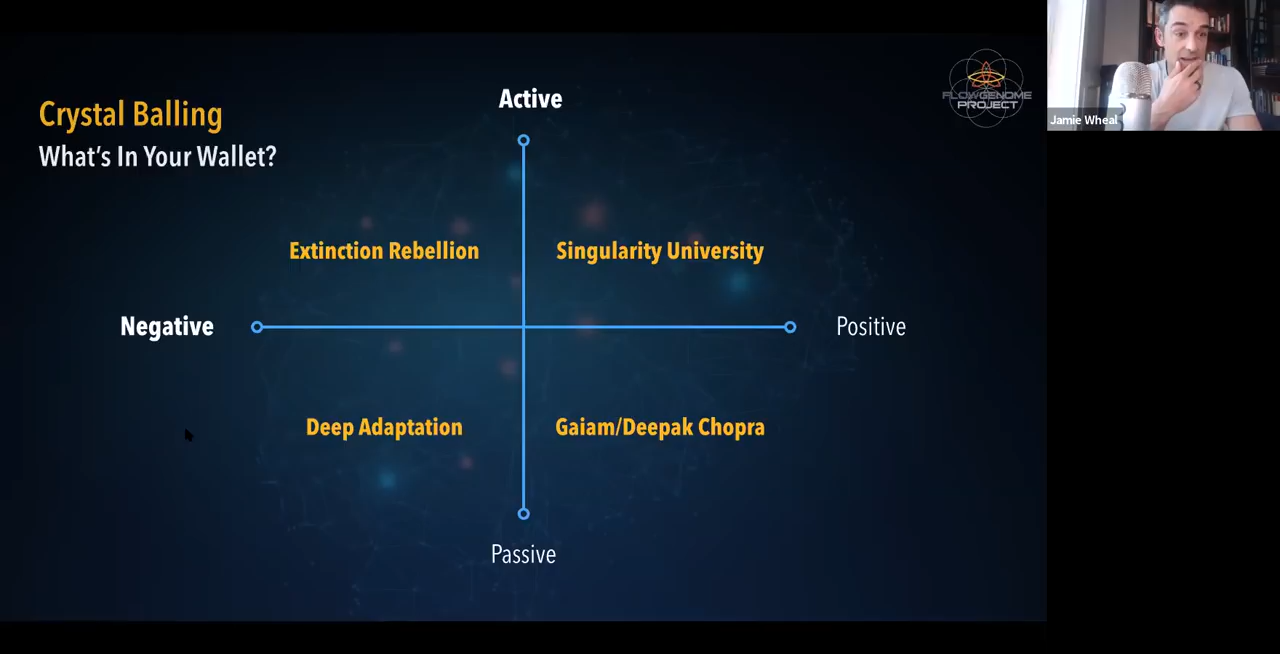 Crystal Balling
What's In Your Wallet?
Active
FLOWGENOME
PROJECT
Jamie Wheal
Extinction Rebellion
Singularity University
Negative
Positive
Deep Adaptation
Gaiam/Deepak Chopra
Passive